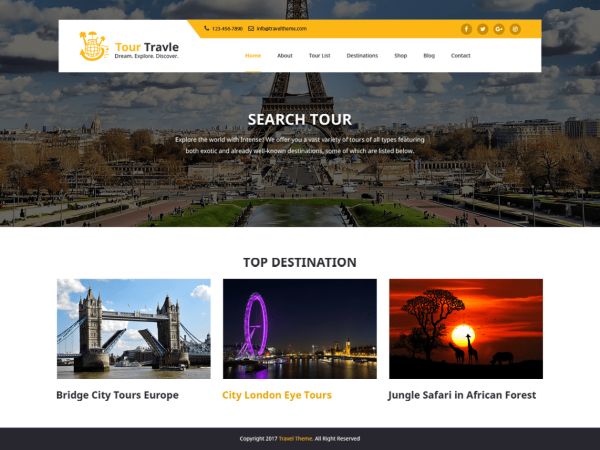 123-456-7890 info@traveltheme.com
Tour Travle
Dream. Explore. Discover.
Home About Tour List Destinations Shop Blog Contact
SEARCH TOUR
Explore the world with Intense! We offer you a vast variety of tours of all types featuring
both exotic and already well-known destinations, some of which are listed below.
TOP DESTINATION
Bridge City Tours Europe
City London Eye Tours
Jungle Safari in African Forest
Copyright 2017 Travel Theme. All Right Reserved